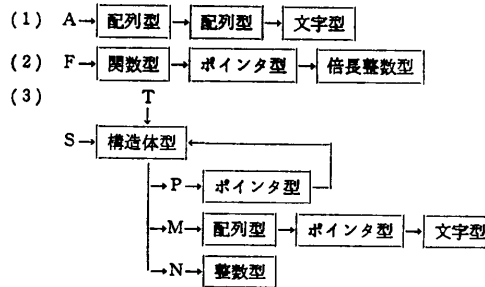 (1) A→ 配列型 → 配列型 → 文字型
(2) F→ 関数型 → ポインタ型 → 倍長整数型
(3) T
S→ 構造体型
→P→ ポインタ型
→M→ 配列型 → ポインタ型 → 文字型
→N→ 整数型